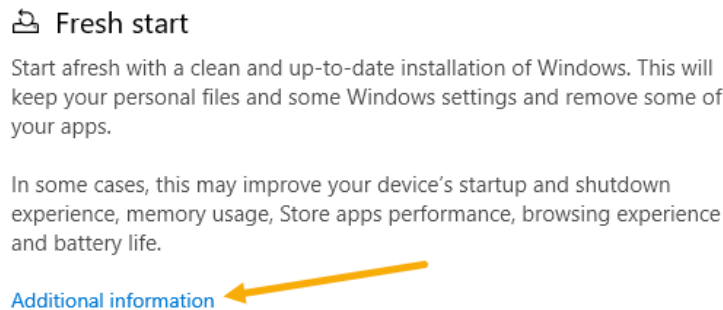 Fresh start
Start afresh with a clean and up-to-date installation of Windows. This will
keep your personal files and some Windows settings and remove some of
your apps.
In some cases, this may improve your device's startup and shutdown
experience, memory usage, Store apps performance, browsing experience
and battery life.
Additional information